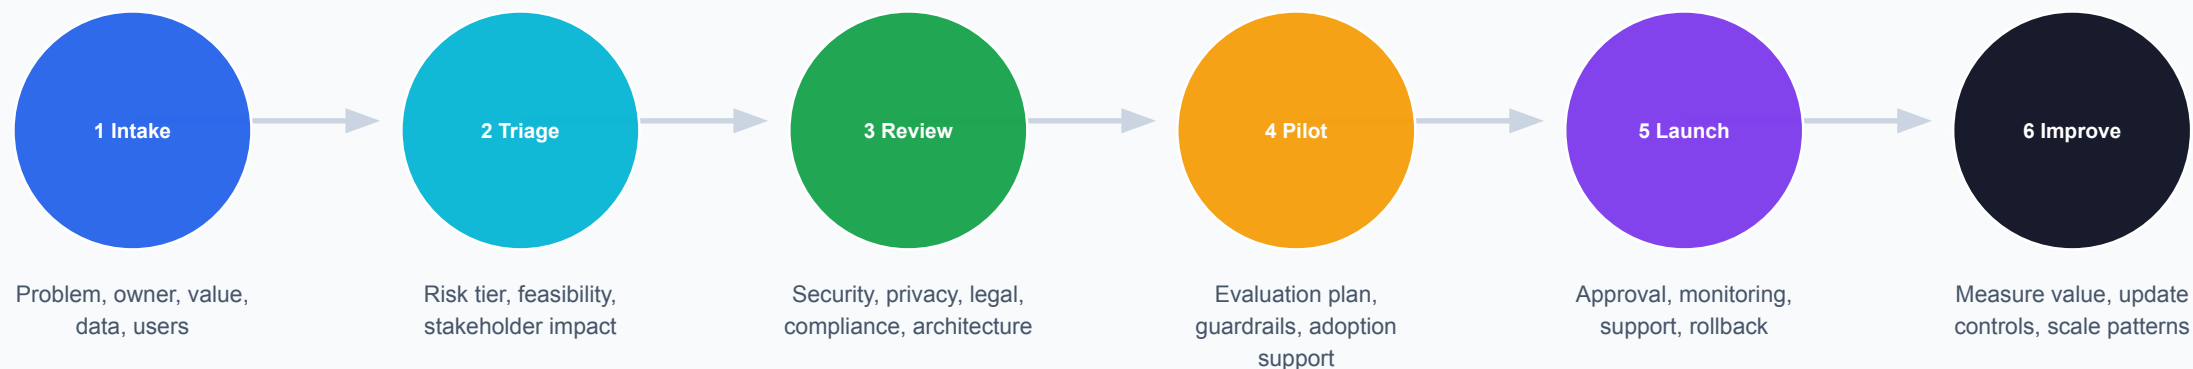 1 Intake
2 Triage
3 Review
4 Pilot
5 Launch
6 Improve
Problem, owner, value,
data, users
Risk tier, feasibility,
stakeholder impact
Security, privacy, legal,
compliance, architecture
Evaluation plan,
guardrails, adoption
support
Approval, monitoring,
support, rollback
Measure value, update
controls, scale patterns